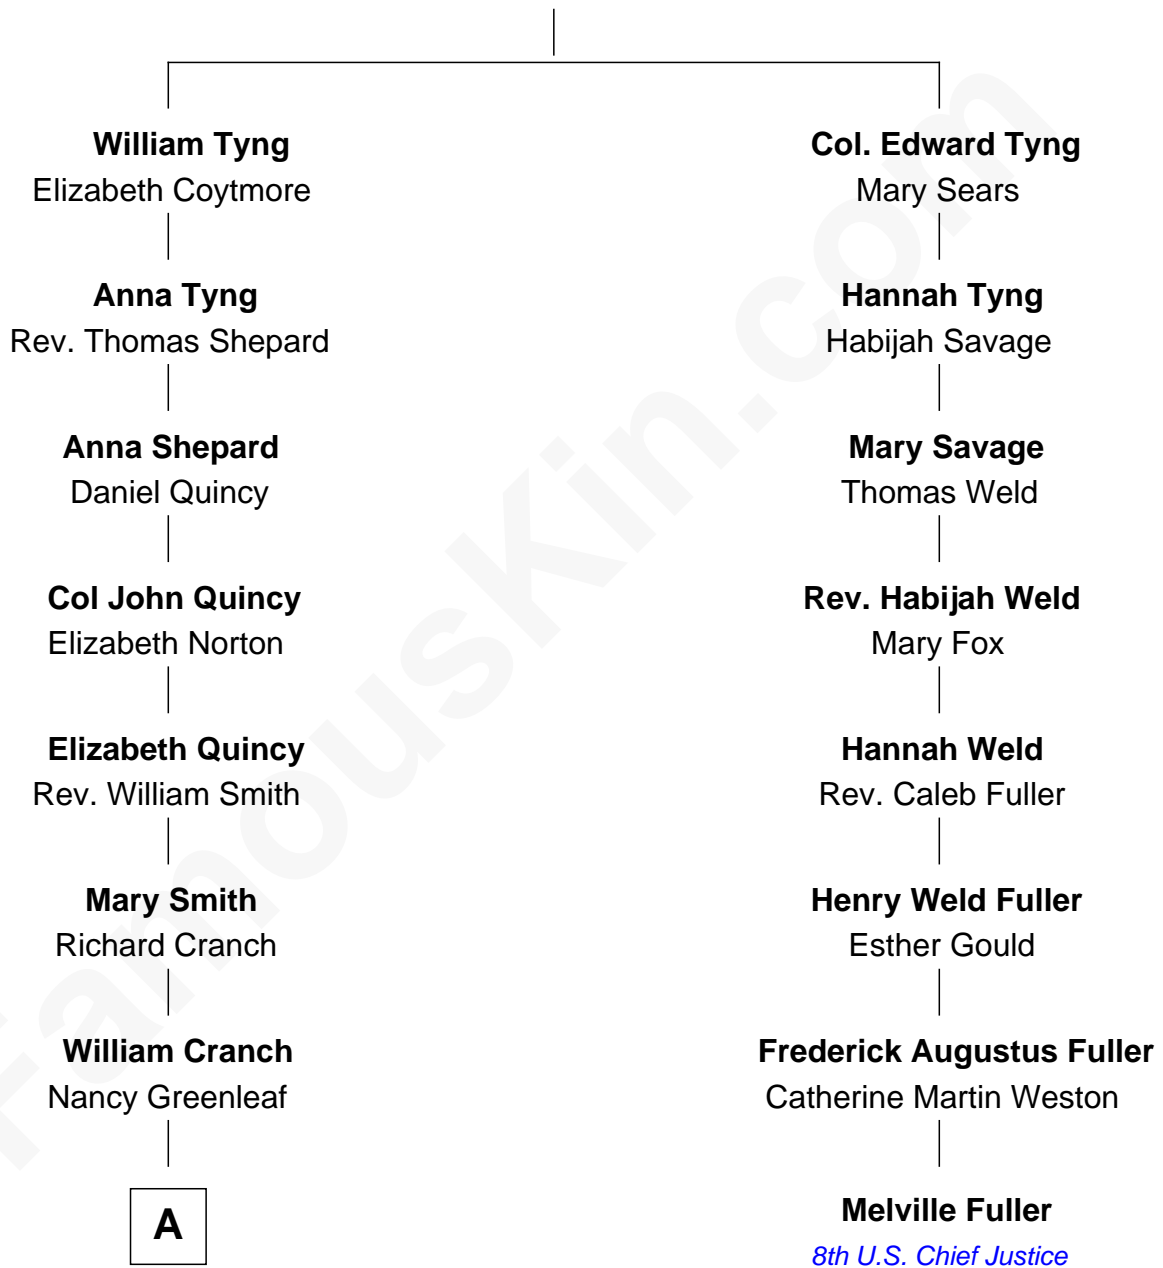 William Tyng
Elizabeth Coytmore
Anna Tyng
Rev. Thomas Shepard
Anna Shepard
Daniel Quincy
Col John Quincy
Elizabeth Norton
Elizabeth Quincy
Rev. William Smith
Mary Smith
Richard Cranch
William Cranch
Nancy Greenleaf
A
Col. Edward Tyng
Mary Sears
Hannah Tyng
Habijah Savage
Mary Savage
Thomas Weld
Rev. Habijah Weld
Mary Fox
Hannah Weld
Rev. Caleb Fuller
Henry Weld Fuller
Esther Gould
Frederick Augustus Fuller
Catherine Martin Weston
Melville Fuller
8th U.S. Chief Justice
FamousKin.com